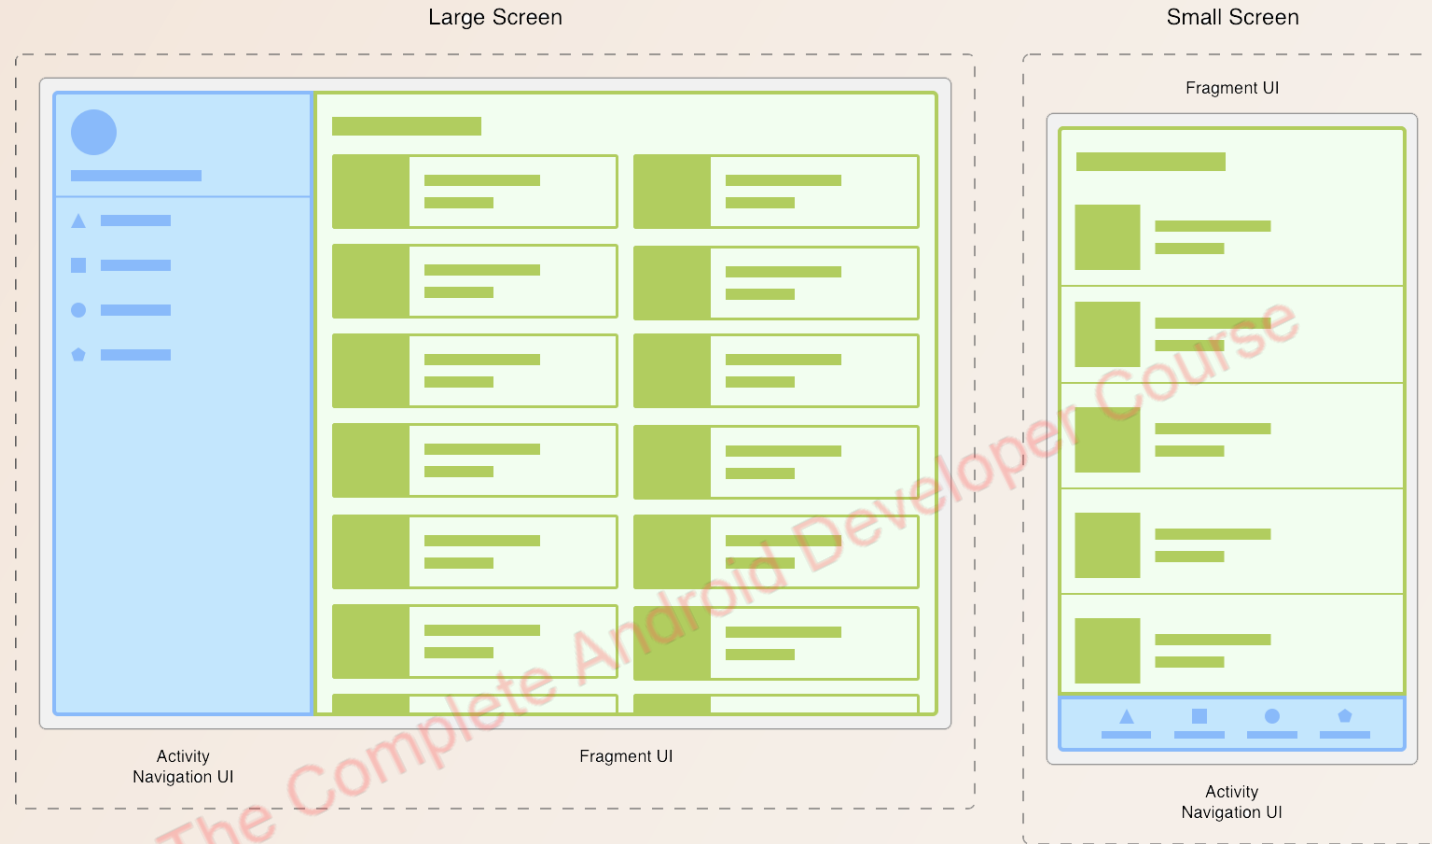 Large Screen
Small Screen
Fragment UI
Activity
Navigation UI
Fragment UI
Activity
Navigation UI
The Complete Android Developer Course